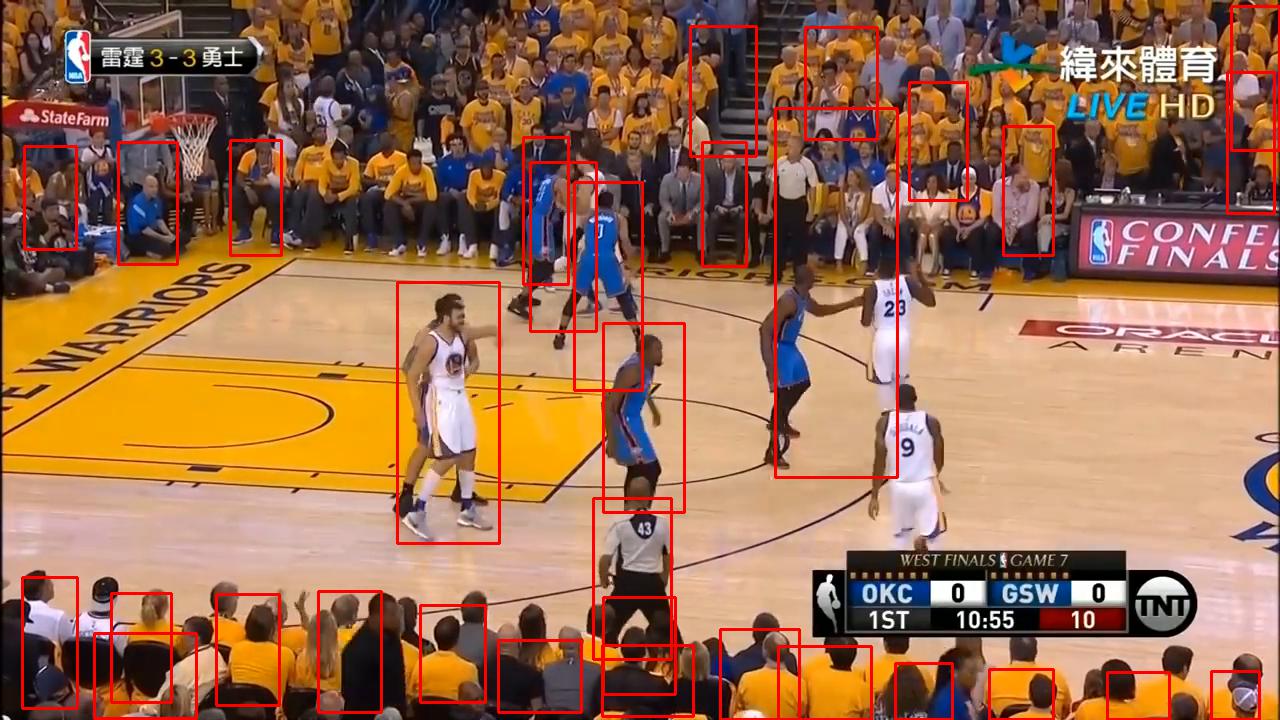 雷霆 3-3 勇士
NBA
緯來體育
LIVE HD
StateFarm
CONFE
FINALS
WARRIORS
ORACL
AREN
23
9
43
WEST FINALS GAME 7
OKC 0 GSW 0
1ST 10:55 10
TNT